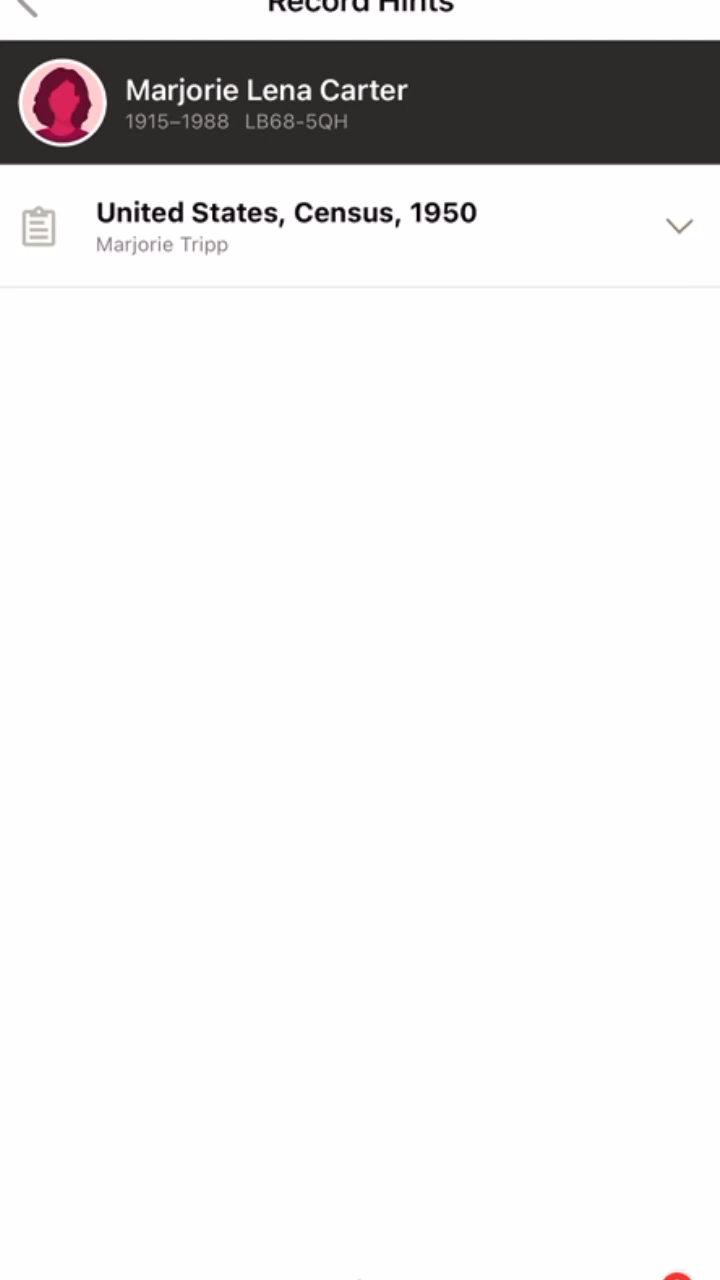 Record Hints
Marjorie Lena Carter
1915–1988 LB68-5QH
United States, Census, 1950
Marjorie Tripp